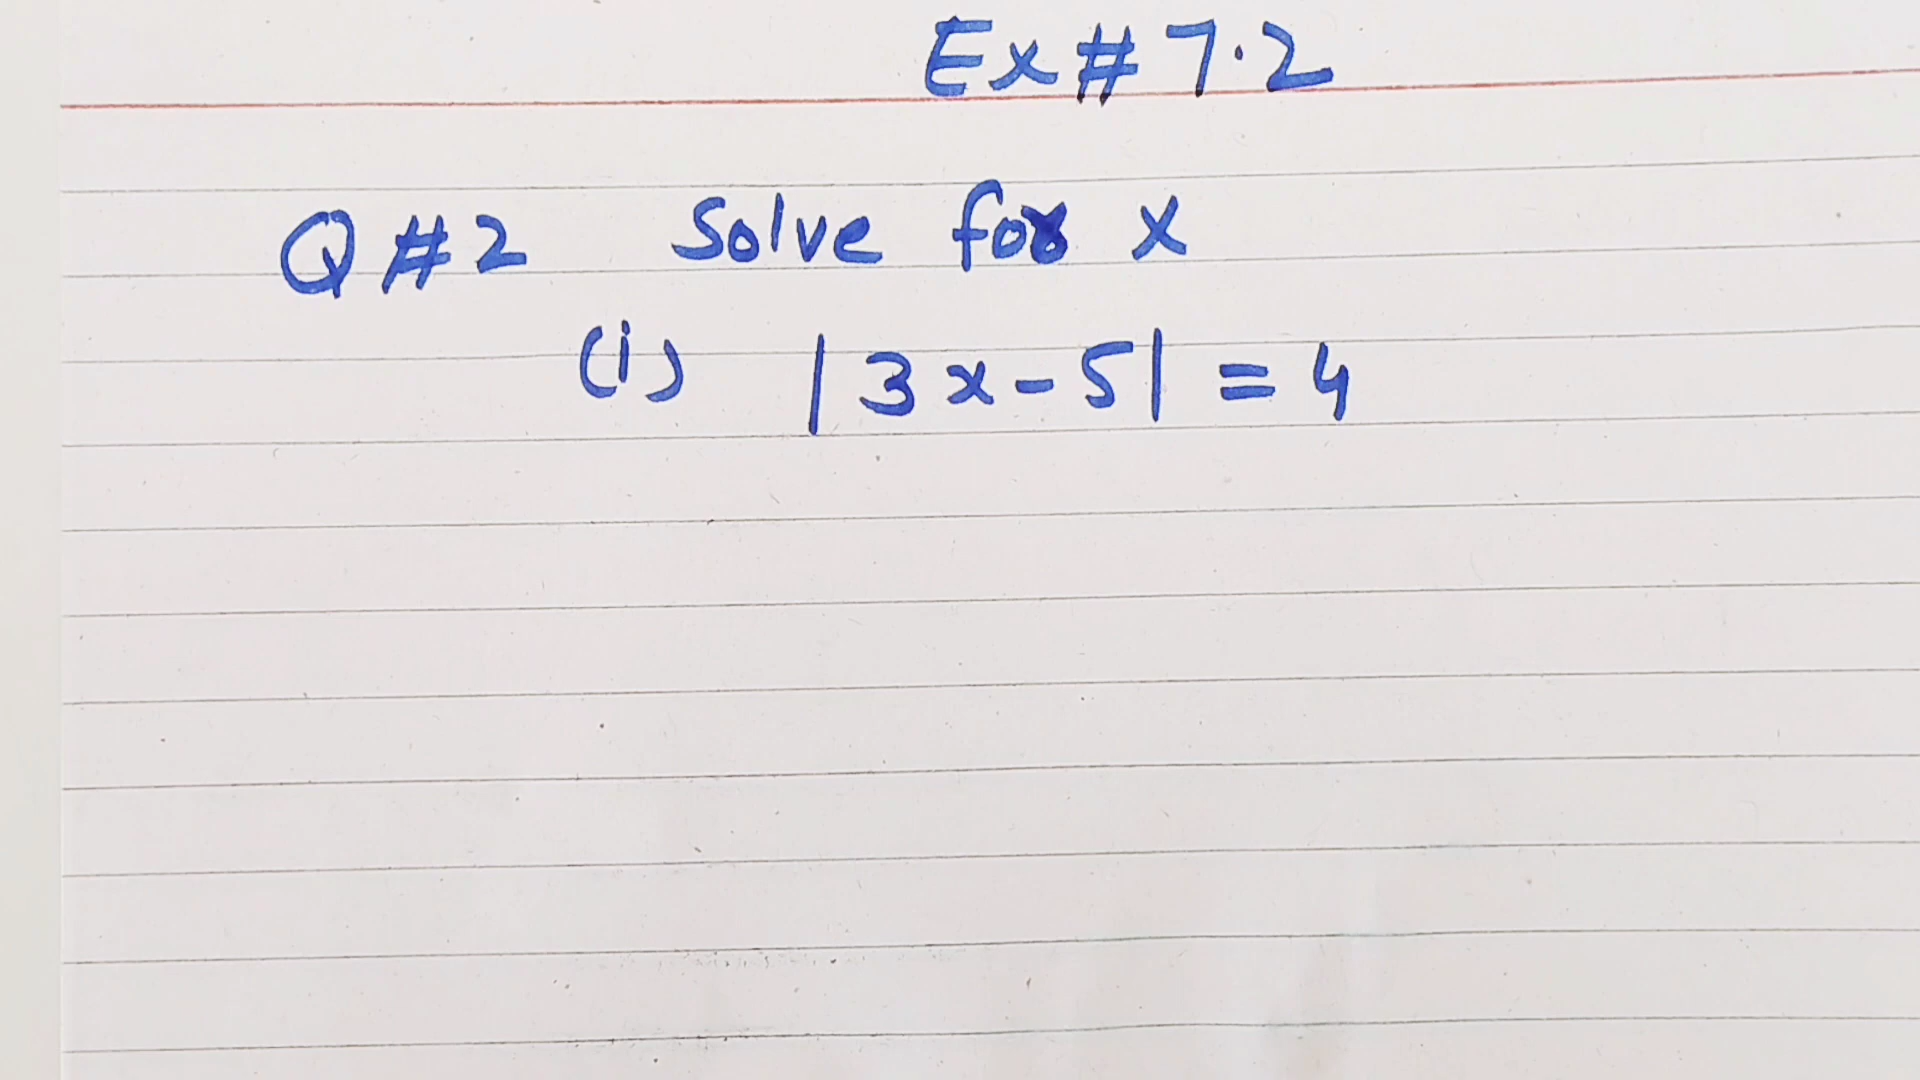 Ex # 7.2
Q # 2 Solve for x
(i) |3x-5| = 4